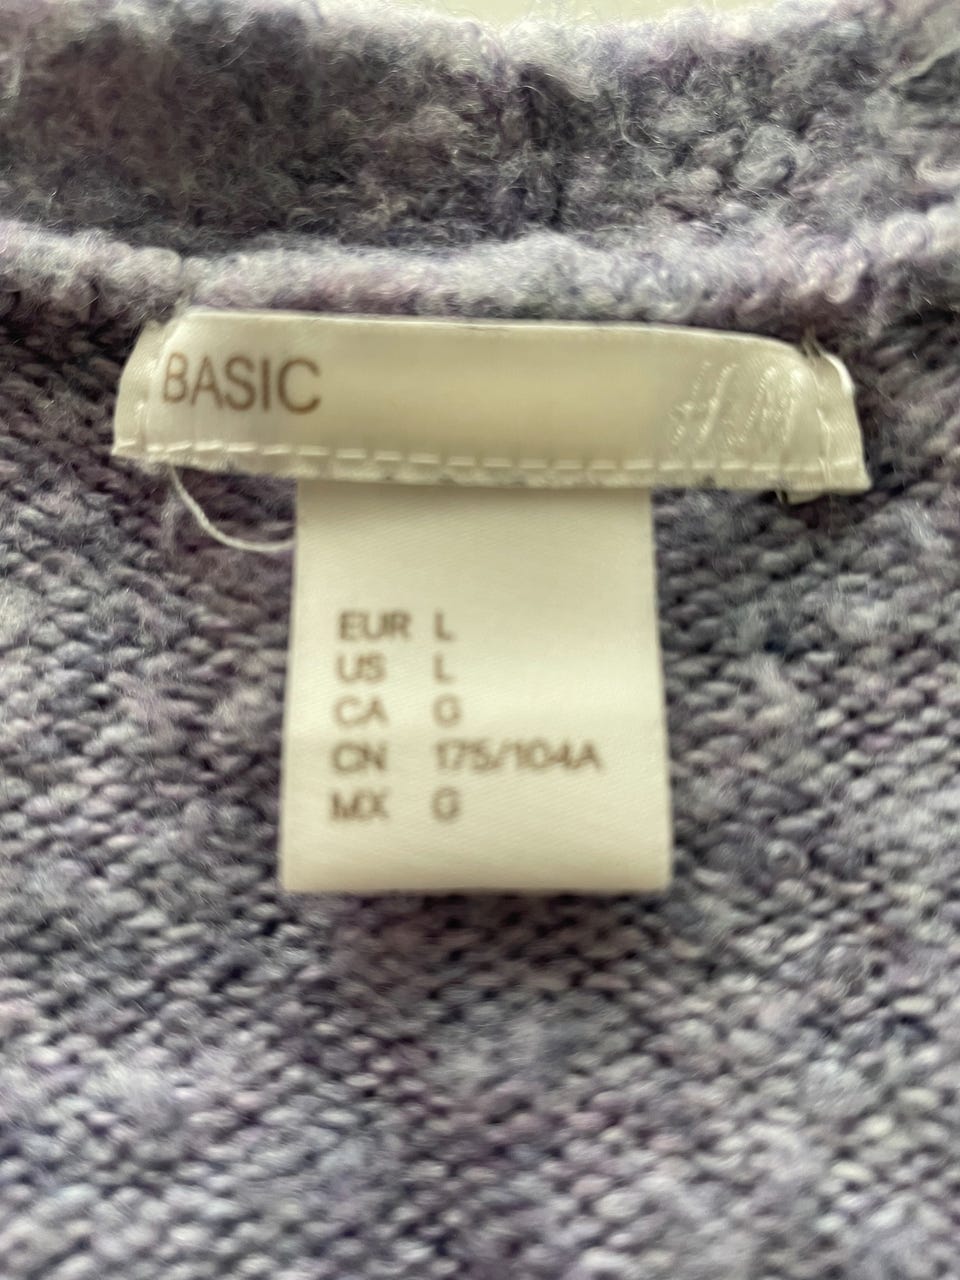 BASIC
EUR L
US L
CA G
CN 175/104A
MX G